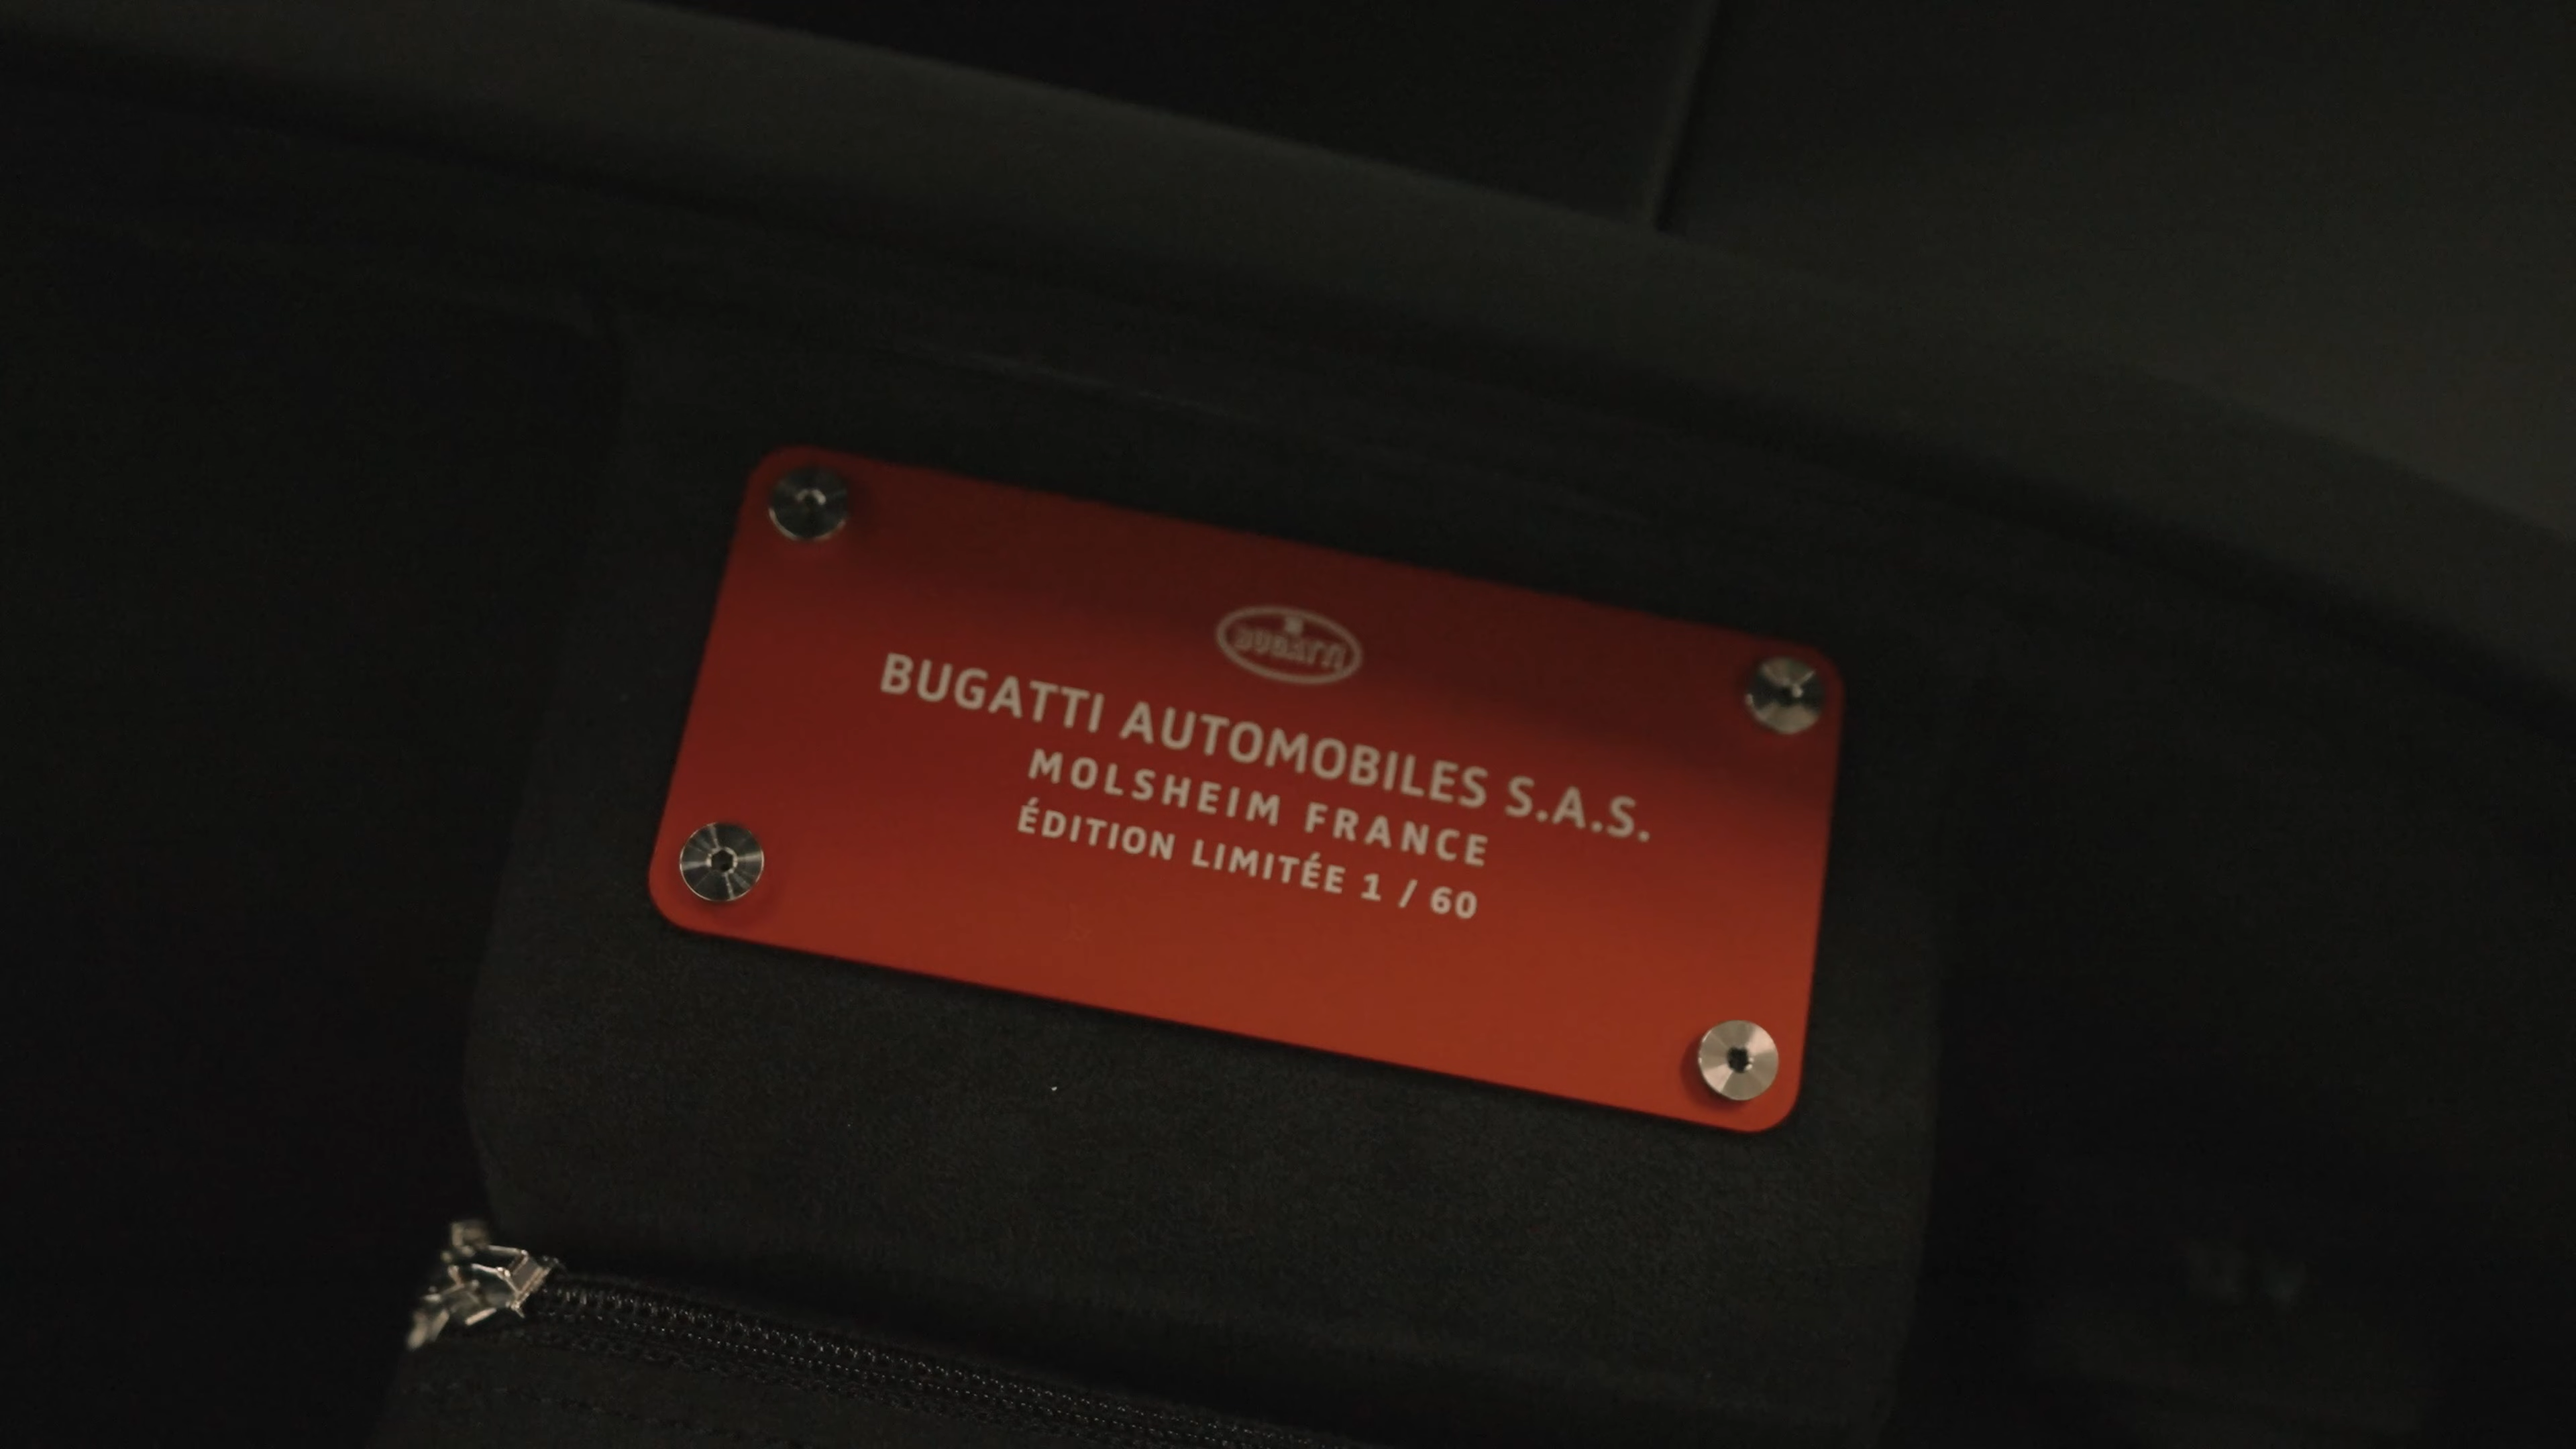 BUGATTI
BUGATTI AUTOMOBILES S.A.S.
MOLSHEIM FRANCE
ÉDITION LIMITÉE 1 / 60